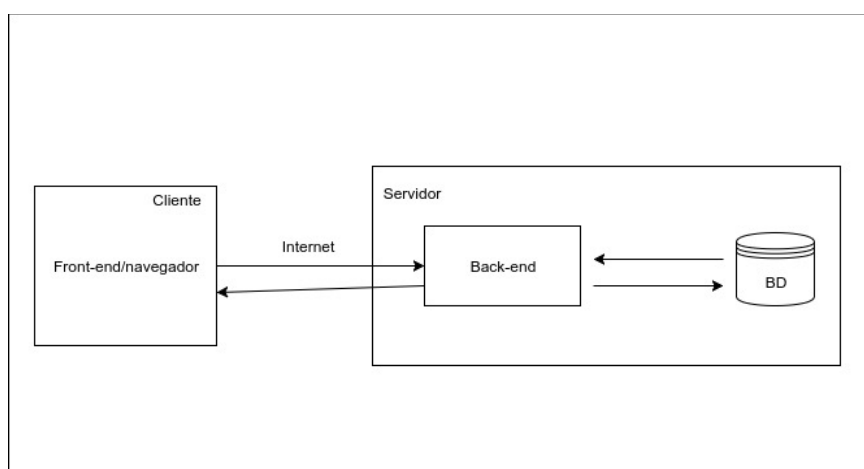 Cliente
Front-end/navegador
Internet
Servidor
Back-end
BD